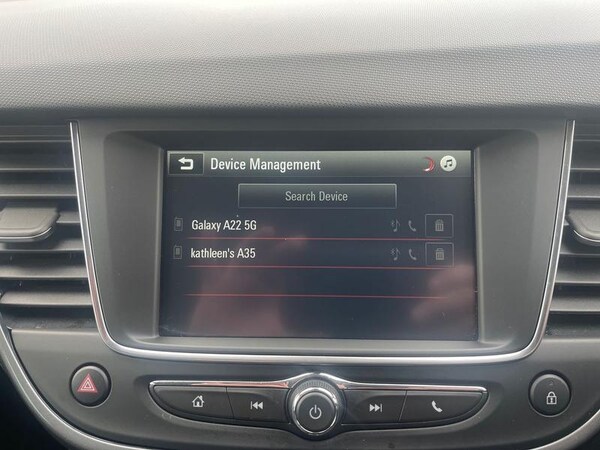 Device Management
Search Device
Galaxy A22 5G
kathleen's A35